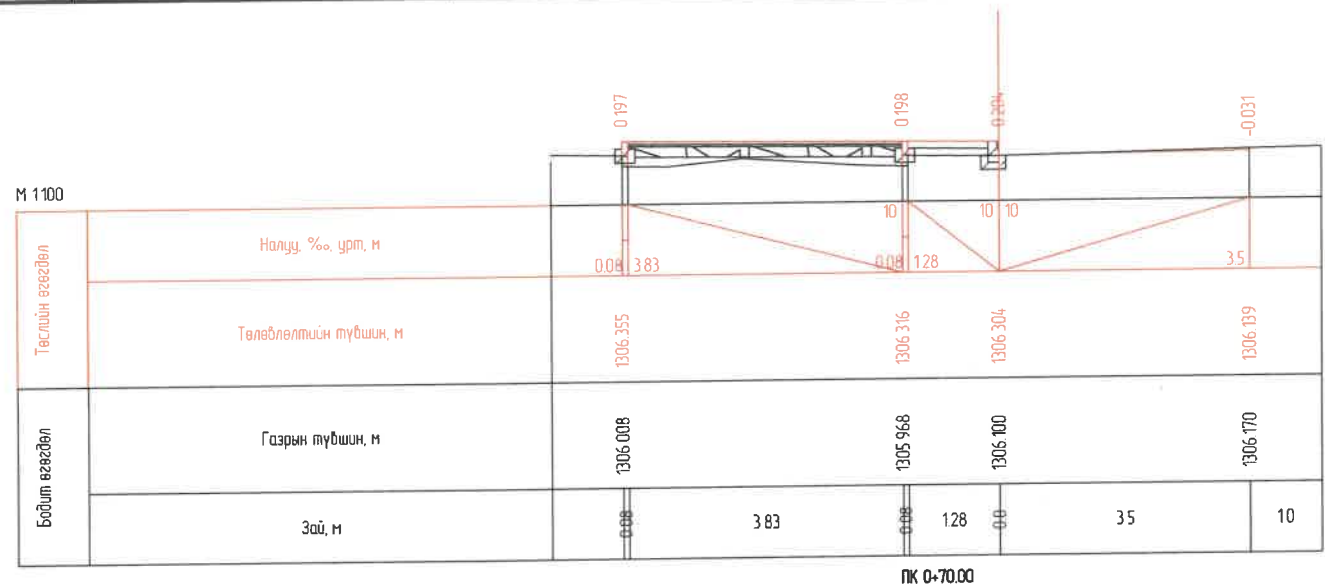 0.197 0.198 0.204 -0.031
М 1:100
10 10 10
Налуу, ‰, урт, м
0.08 3.83 0.08 1.28 3.5
Төслийн өгөгдөл
Төлөвлөлтийн түвшин, м
1306.355 1306.316 1306.304 1306.139
Бодит өгөгдөл
Газрын түвшин, м
1306.008 1305.968 1306.100 1306.170
Зай, м
0.08 3.83 0.08 1.28 0.0 3.5 1.0
ПК 0+70.00